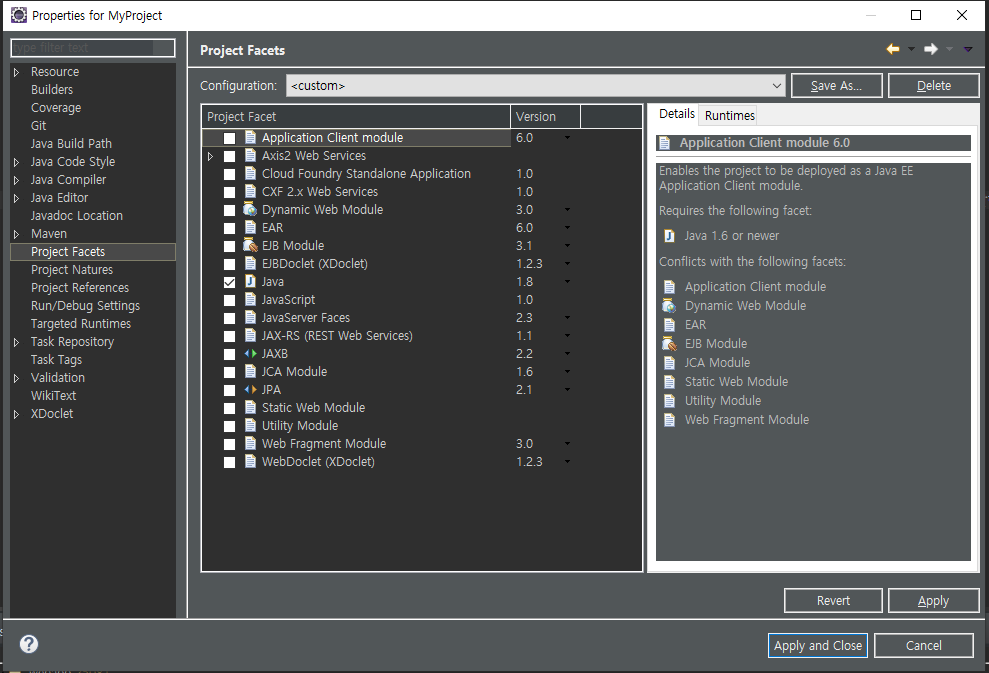 Properties for MyProject
type filter text
Resource
Builders
Coverage
Git
Java Build Path
Java Code Style
Java Compiler
Java Editor
Javadoc Location
Maven
Project Facets
Project Natures
Project References
Run/Debug Settings
Targeted Runtimes
Task Repository
Task Tags
Validation
WikiText
XDoclet
Project Facets
Configuration: <custom> Save As... Delete
Project Facet Version
Application Client module 6.0
Axis2 Web Services
Cloud Foundry Standalone Application 1.0
CXF 2.x Web Services 1.0
Dynamic Web Module 3.0
EAR 6.0
EJB Module 3.1
EJBDoclet (XDoclet) 1.2.3
Java 1.8
JavaScript 1.0
JavaServer Faces 2.3
JAX-RS (REST Web Services) 1.1
JAXB 2.2
JCA Module 1.6
JPA 2.1
Static Web Module
Utility Module
Web Fragment Module 3.0
WebDoclet (XDoclet) 1.2.3
Details Runtimes
Application Client module 6.0
Enables the project to be deployed as a Java EE
Application Client module.
Requires the following facet:
Java 1.6 or newer
Conflicts with the following facets:
Application Client module
Dynamic Web Module
EAR
EJB Module
JCA Module
Static Web Module
Utility Module
Web Fragment Module
Revert Apply
Apply and Close Cancel